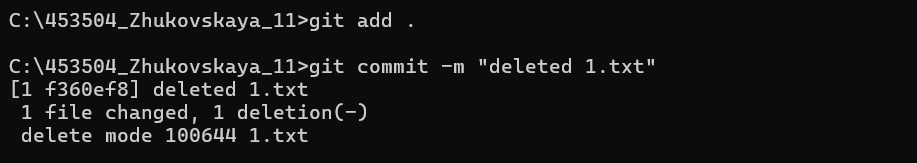 C:\453504_Zhukovskaya_11>git add .
C:\453504_Zhukovskaya_11>git commit -m "deleted 1.txt"
[1 f360ef8] deleted 1.txt
 1 file changed, 1 deletion(-)
 delete mode 100644 1.txt